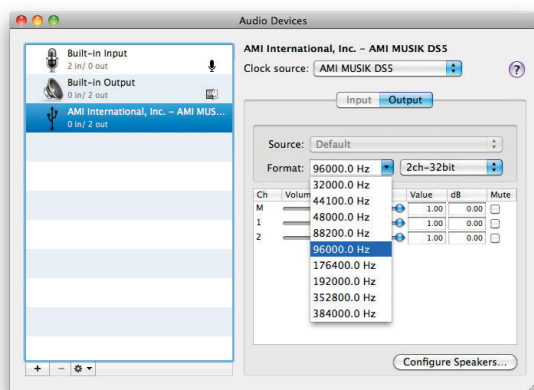 Audio Devices
Built-in Input
2 in/ 0 out
Built-in Output
0 in/ 2 out
AMI International, Inc. – AMI MUS...
0 in/ 2 out
AMI International, Inc. – AMI MUSIK DS5
Clock source: AMI MUSIK DS5 ?
Input Output
Source: Default
Format: 96000.0 Hz 2ch-32bit
32000.0 Hz
44100.0 Hz
48000.0 Hz
88200.0 Hz
96000.0 Hz
176400.0 Hz
192000.0 Hz
352800.0 Hz
384000.0 Hz
Ch Volum Value dB Mute
M 1.00 0.00
1 1.00 0.00
2 1.00 0.00
+ –
Configure Speakers...